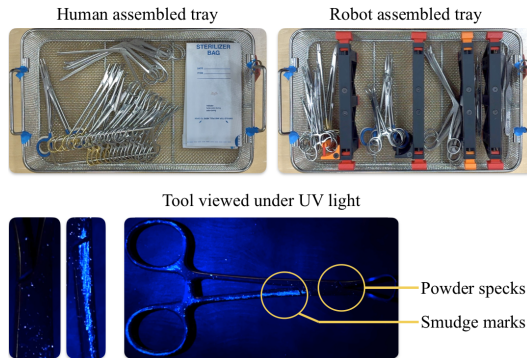 Human assembled tray
Robot assembled tray
STERILIZER
BAG
Tool viewed under UV light
Powder specks
Smudge marks